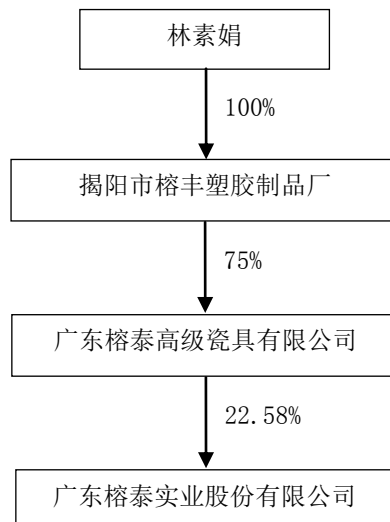 林素娟
100%
揭阳市榕丰塑胶制品厂
75%
广东榕泰高级瓷具有限公司
22.58%
广东榕泰实业股份有限公司